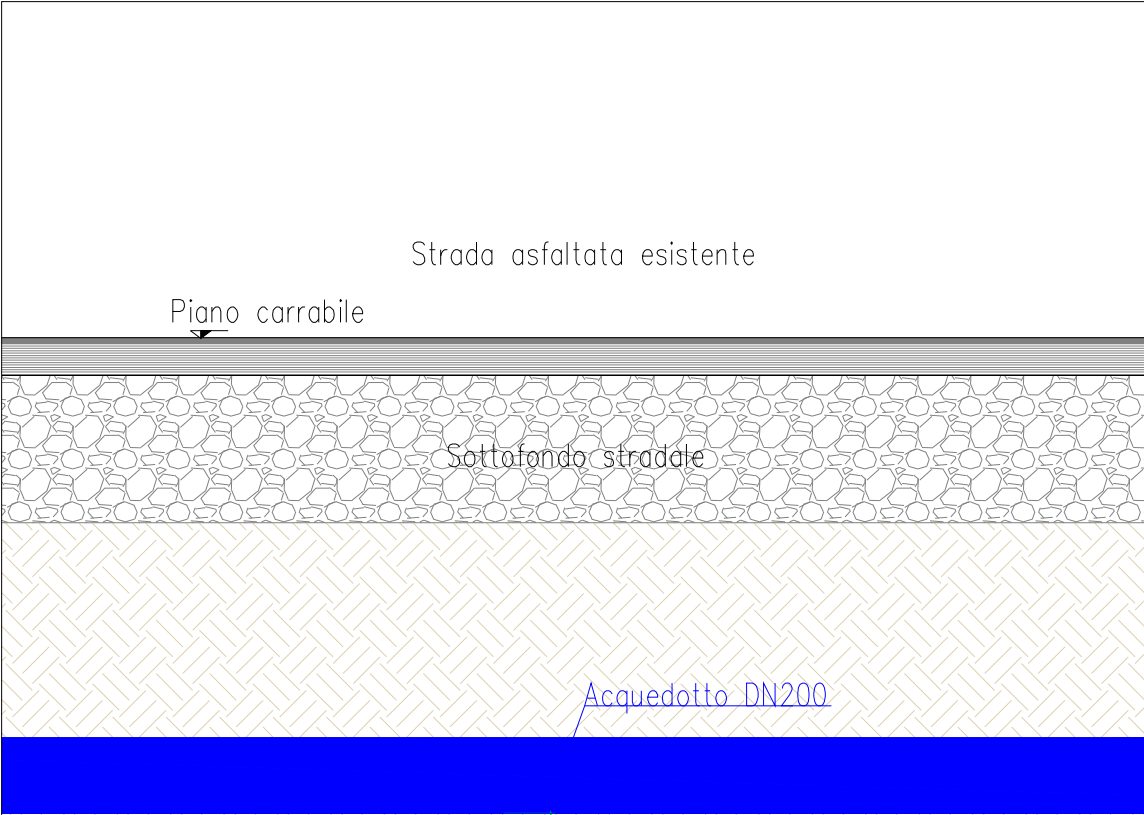 Strada asfaltata esistente
Piano carrabile
Sottofondo stradale
Acquedotto DN200